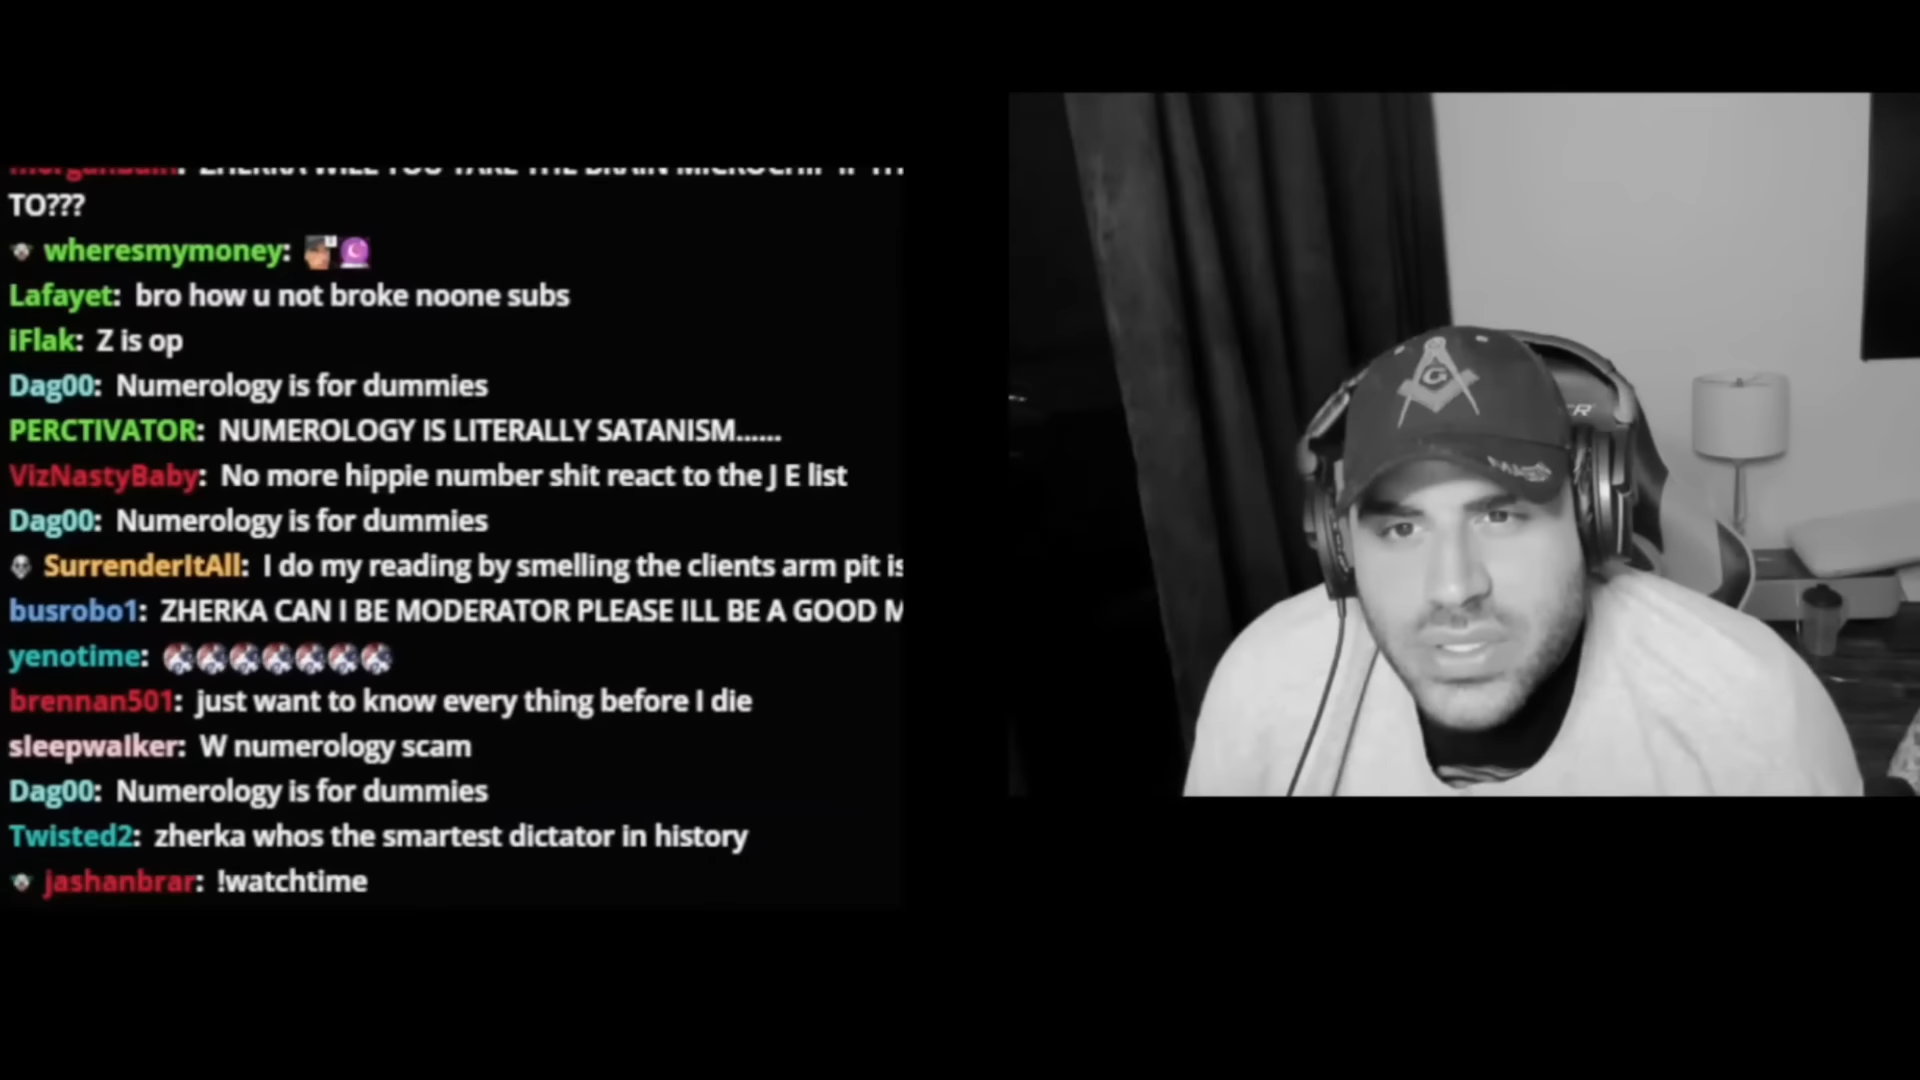 TO???
wheresmymoney:
Lafayet: bro how u not broke noone subs
iFlak: Z is op
Dag00: Numerology is for dummies
PERCTIVATOR: NUMEROLOGY IS LITERALLY SATANISM......
VizNastyBaby: No more hippie number shit react to the J E list
Dag00: Numerology is for dummies
SurrenderItAll: I do my reading by smelling the clients arm pit is
busrobo1: ZHERKA CAN I BE MODERATOR PLEASE ILL BE A GOOD M
yenotime:
brennan501: just want to know every thing before I die
sleepwalker: W numerology scam
Dag00: Numerology is for dummies
Twisted2: zherka whos the smartest dictator in history
jashanbrar: !watchtime
G